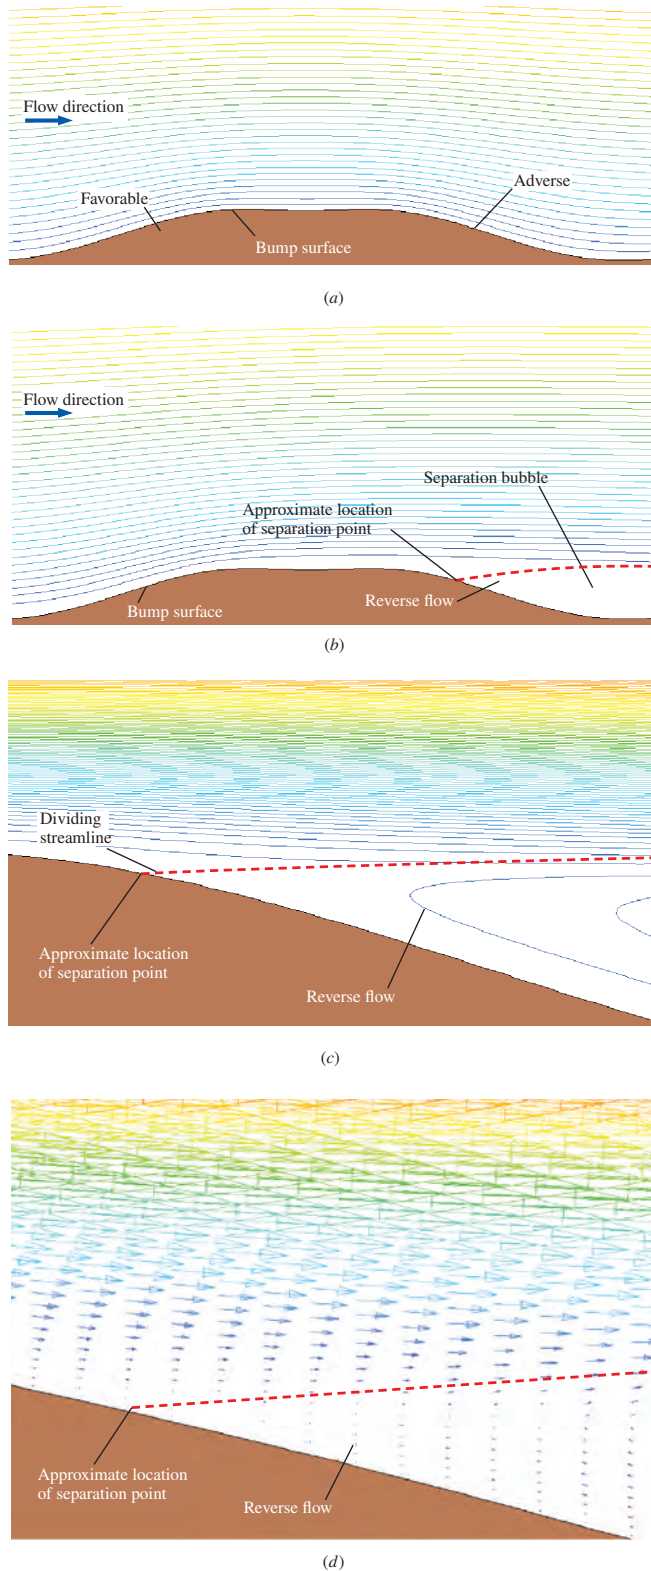 Flow direction
Adverse
Favorable
Bump surface
(a)
Flow direction
Separation bubble
Approximate location
of separation point
Reverse flow
Bump surface
(b)
Dividing
streamline
Approximate location
of separation point
Reverse flow
(c)
Approximate location
of separation point
Reverse flow
(d)